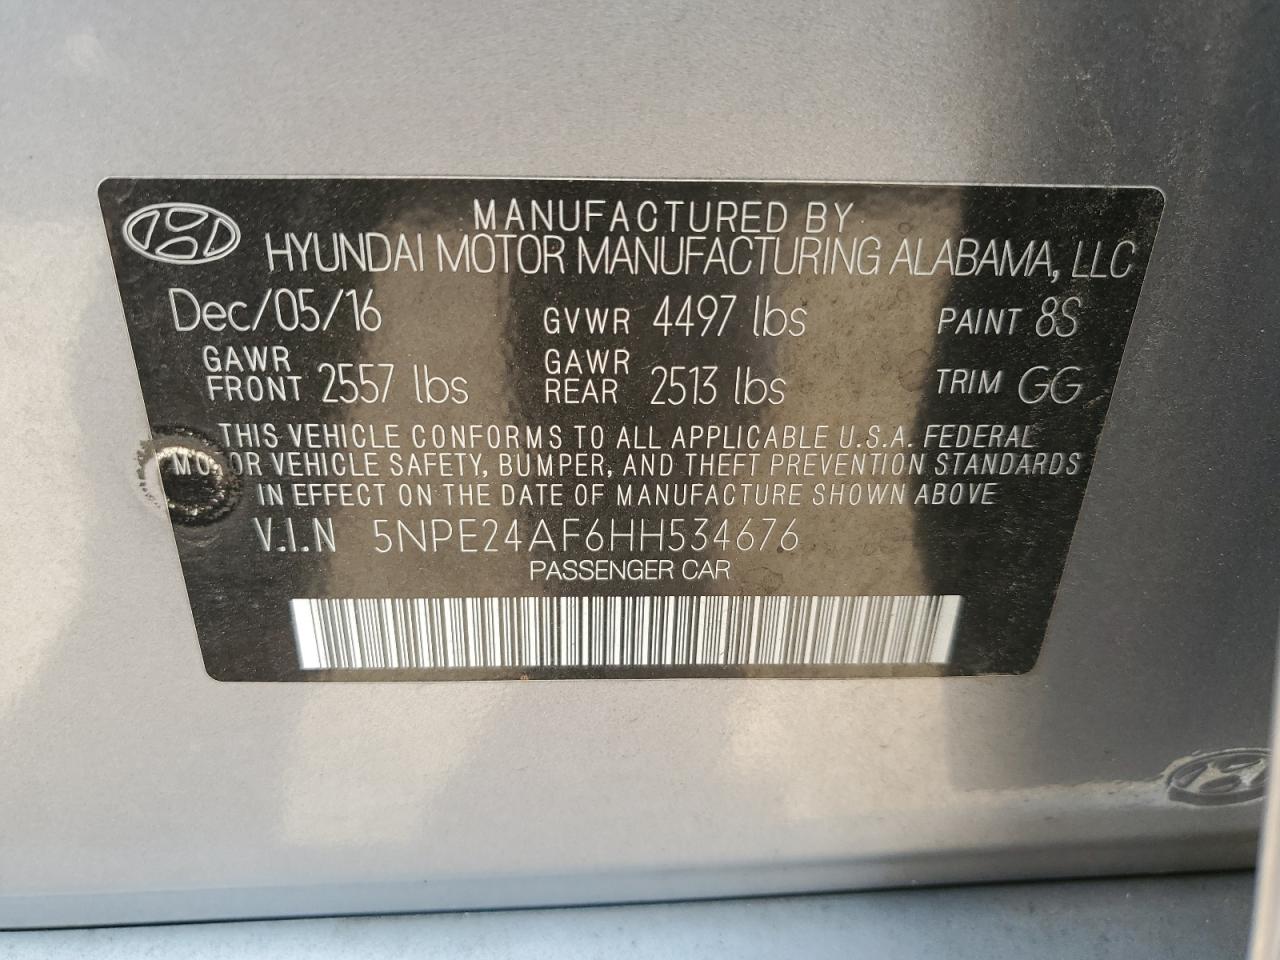 MANUFACTURED BY
HYUNDAI MOTOR MANUFACTURING ALABAMA, LLC
Dec/05/16 GVWR 4497 lbs PAINT 8S
GAWR FRONT 2557 lbs GAWR REAR 2513 lbs TRIM GG
THIS VEHICLE CONFORMS TO ALL APPLICABLE U.S.A. FEDERAL
MOTOR VEHICLE SAFETY, BUMPER, AND THEFT PREVENTION STANDARDS
IN EFFECT ON THE DATE OF MANUFACTURE SHOWN ABOVE
V.I.N 5NPE24AF6HH534676
PASSENGER CAR